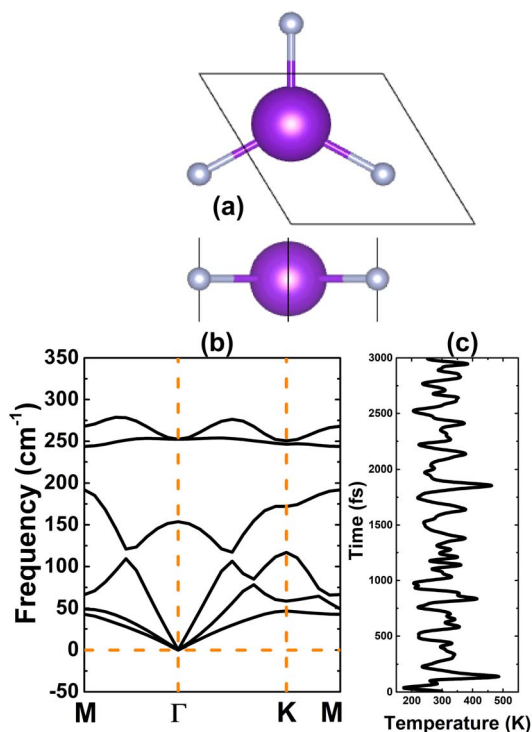 (a)
(b)
(c)
350
300
250
200
150
100
50
0
-50
Frequency (cm-1)
M
Γ
K
M
3000
2500
2000
1500
1000
500
0
Time (fs)
200 300 400 500
Temperature (K)